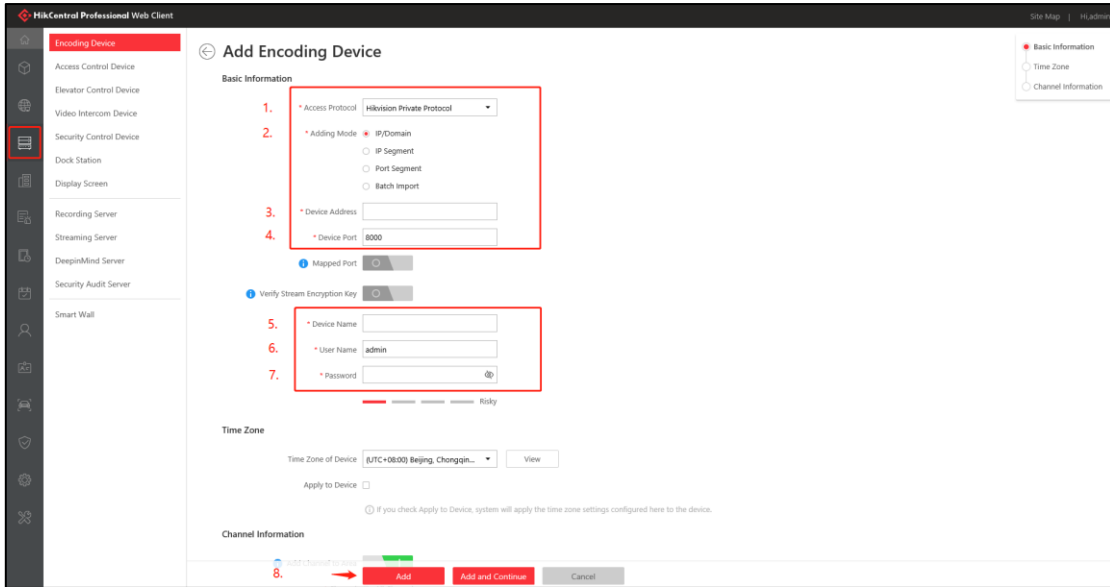 HikCentral Professional Web Client
Site Map | Hi,admin
Encoding Device
Access Control Device
Elevator Control Device
Video Intercom Device
Security Control Device
Dock Station
Display Screen
Recording Server
Streaming Server
DeepinMind Server
Security Audit Server
Smart Wall
Add Encoding Device
Basic Information
1. * Access Protocol Hikvision Private Protocol
2. * Adding Mode IP/Domain
IP Segment
Port Segment
Batch Import
3. * Device Address
4. * Device Port 8000
Mapped Port
Verify Stream Encryption Key
5. * Device Name
6. * User Name admin
7. * Password
Risky
Time Zone
Time Zone of Device (UTC+08:00) Beijing, Chongqin... View
Apply to Device
If you check Apply to Device, system will apply the time zone settings configured here to the device.
Channel Information
8. Add Add and Continue Cancel
Basic Information
Time Zone
Channel Information